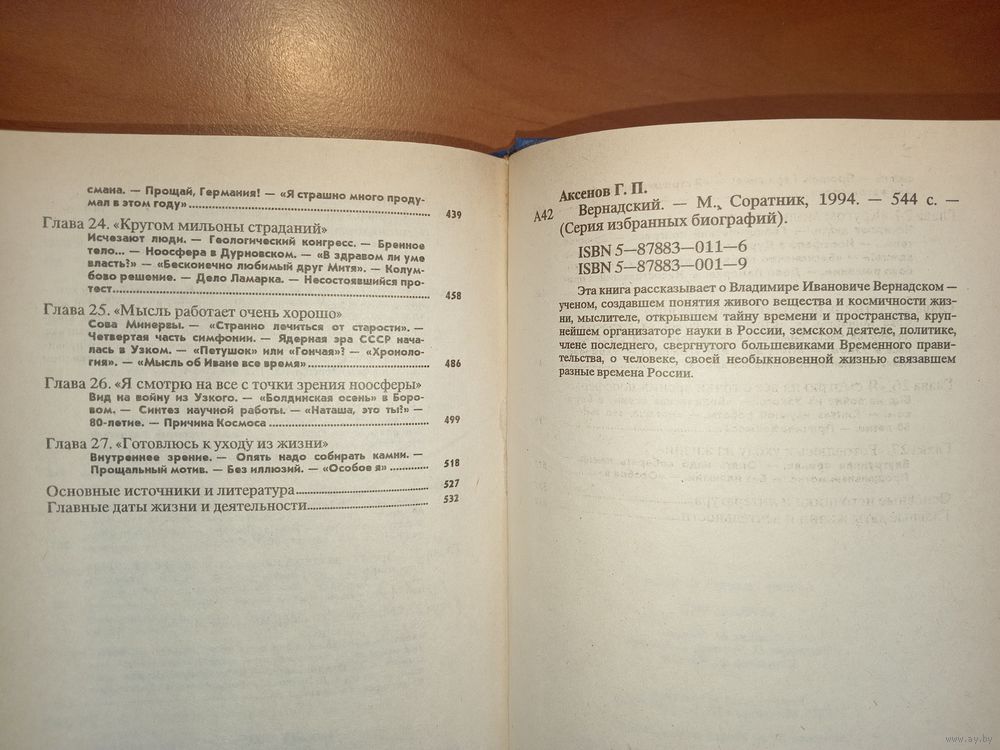 смана. — Прощай, Германия! — «Я страшно много проду-
мал в этом году» 439
Глава 24. «Кругом мильоны страданий»
Исчезают люди. — Геологический конгресс. — Бренное
тело... — Ноосфера в Дурновском. — «В здравом ли уме
власть?» — «Бесконечно любимый друг Митя». — Колум-
бово решение. — Дело Ламарка. — Несостоявшийся про-
тест 458
Глава 25. «Мысль работает очень хорошо»
Сова Минервы. — «Странно лечиться от старости». —
Четвертая часть симфонии. — Ядерная эра СССР нача-
лась в Узком. — «Петушок» или «Гончая»? — «Хроноло-
гия». — «Мысль об Иване все время» 486
Глава 26. «Я смотрю на все с точки зрения ноосферы»
Вид на войну из Узкого. — «Болдинская осень» в Боро-
вом. — Синтез научной работы. — «Наташа, это ты!» —
80-летие. — Причина Космоса 499
Глава 27. «Готовлюсь к уходу из жизни»
Внутреннее зрение. — Опять надо собирать камни. —
Прощальный мотив. — Без иллюзий. — «Особое я» 518
Основные источники и литература 527
Главные даты жизни и деятельности 532
Аксенов Г. П.
А42 Вернадский. — М., Соратник, 1994. — 544 с. —
(Серия избранных биографий).
ISBN 5—87883—011—6
ISBN 5—87883—001—9
Эта книга рассказывает о Владимире Ивановиче Вернадском —
ученом, создавшем понятия живого вещества и космичности жиз-
ни, мыслителе, открывшем тайну времени и пространства, круп-
нейшем организаторе науки в России, земском деятеле, политике,
члене последнего, свергнутого большевиками Временного прави-
тельства, о человеке, своей необыкновенной жизнью связавшем
разные времена России.
www.ay.by